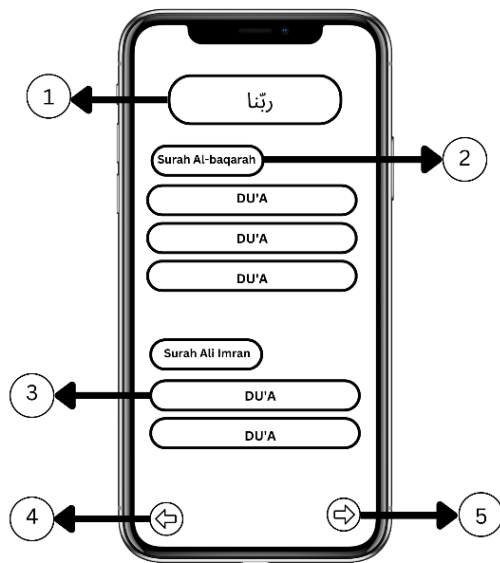 1
ربّنا
Surah Al-baqarah
2
DU'A
DU'A
DU'A
Surah Ali Imran
3
DU'A
DU'A
4
5